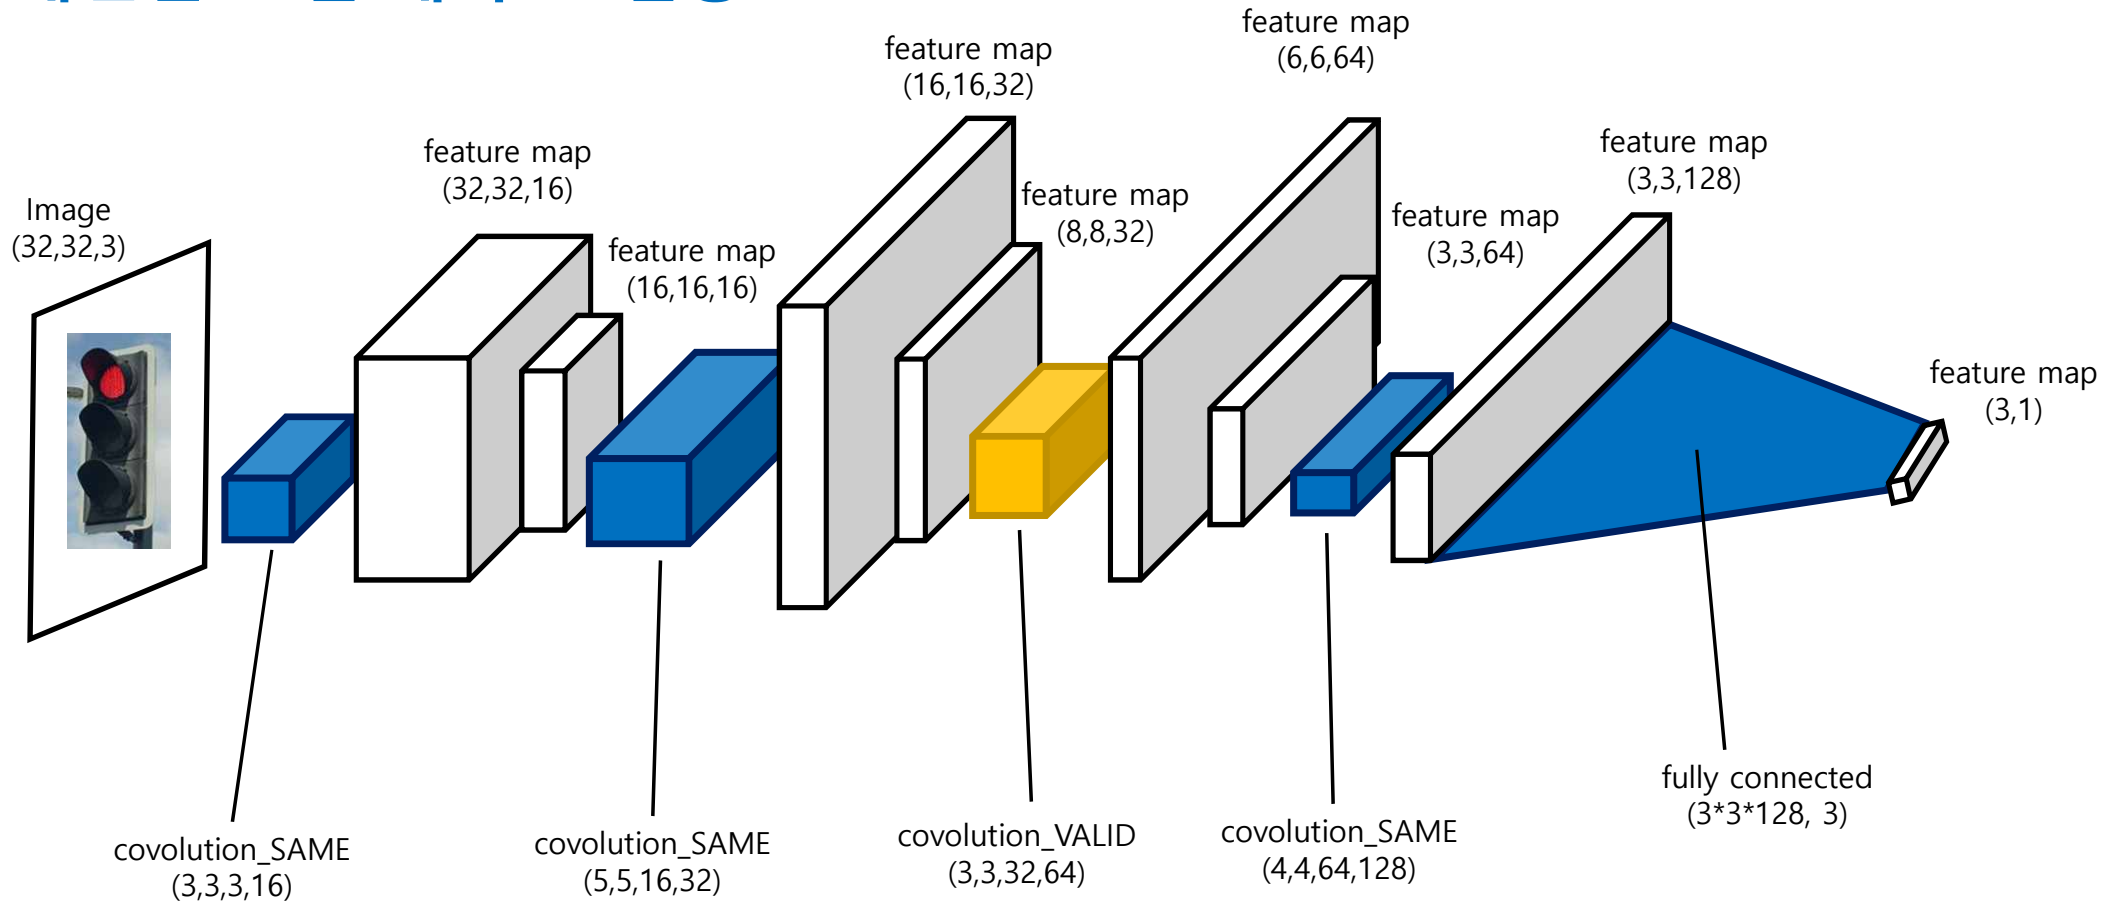 Image
(32,32,3)
feature map
(32,32,16)
feature map
(16,16,16)
feature map
(16,16,32)
feature map
(8,8,32)
feature map
(6,6,64)
feature map
(3,3,64)
feature map
(3,3,128)
feature map
(3,1)
covolution_SAME
(3,3,3,16)
covolution_SAME
(5,5,16,32)
covolution_VALID
(3,3,32,64)
covolution_SAME
(4,4,64,128)
fully connected
(3*3*128, 3)